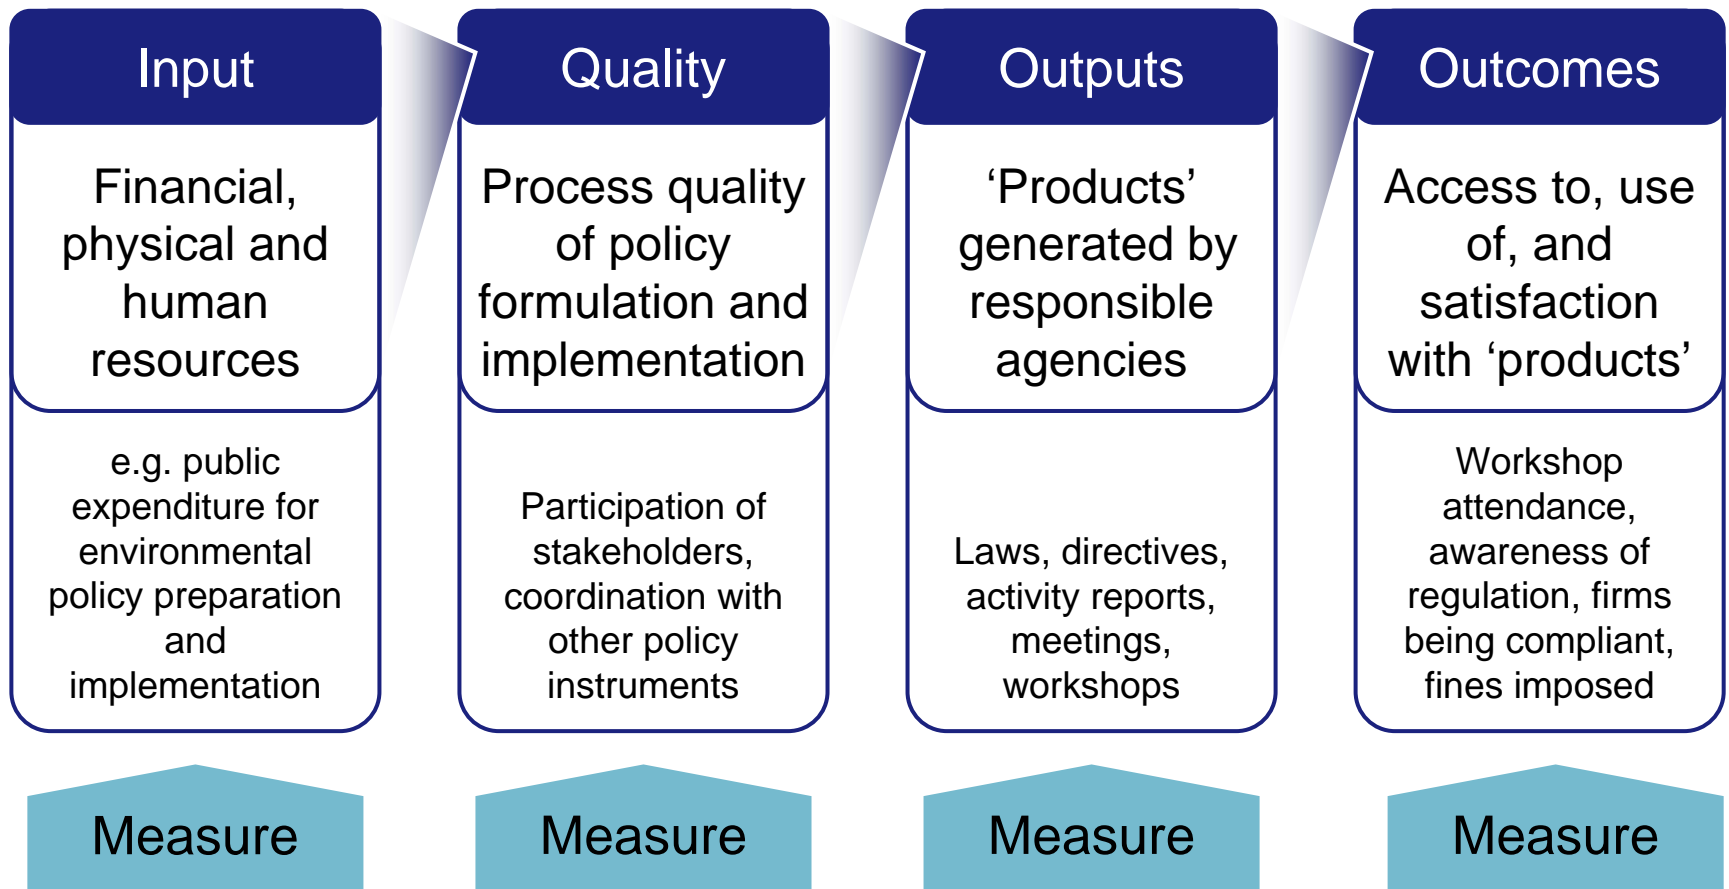 Input
Financial,
physical and
human
resources
e.g. public
expenditure for
environmental
policy preparation
and
implementation
Measure
Quality
Process quality
of policy
formulation and
implementation
Participation of
stakeholders,
coordination with
other policy
instruments
Measure
Outputs
‘Products’
generated by
responsible
agencies
Laws, directives,
activity reports,
meetings,
workshops
Measure
Outcomes
Access to, use
of, and
satisfaction
with ‘products’
Workshop
attendance,
awareness of
regulation, firms
being compliant,
fines imposed
Measure